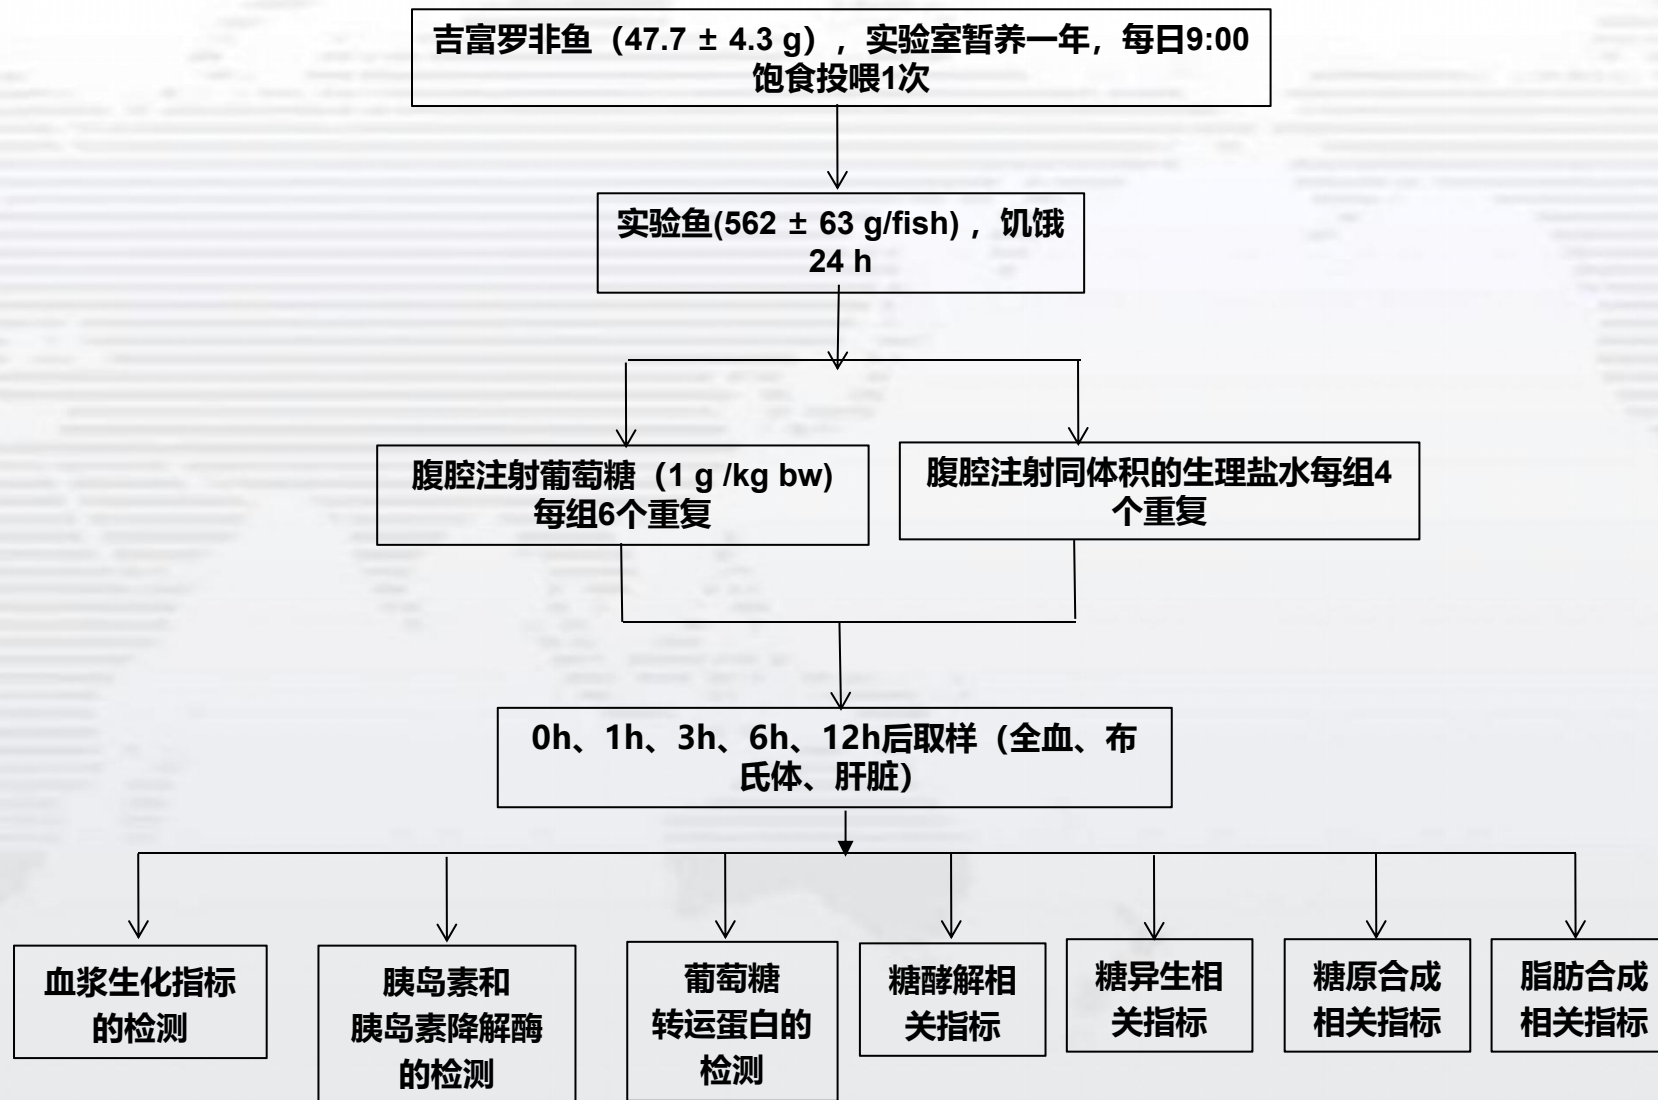 吉富罗非鱼（47.7 ± 4.3 g），实验室暂养一年，每日9:00
饱食投喂1次
实验鱼(562 ± 63 g/fish)，饥饿
24 h
腹腔注射葡萄糖（1 g /kg bw)
每组6个重复
腹腔注射同体积的生理盐水每组4
个重复
0h、1h、3h、6h、12h后取样（全血、布
氏体、肝脏）
血浆生化指标
的检测
胰岛素和
胰岛素降解酶
的检测
葡萄糖
转运蛋白的
检测
糖酵解相
关指标
糖异生相
关指标
糖原合成
相关指标
脂肪合成
相关指标